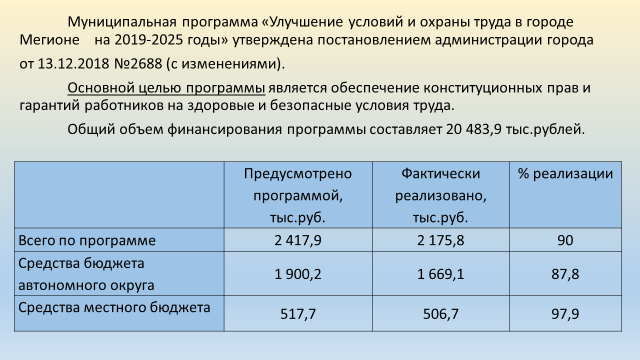 Муниципальная программа «Улучшение условий и охраны труда в городе
Мегионе на 2019-2025 годы» утверждена постановлением администрации города
от 13.12.2018 №2688 (с изменениями).
Основной целью программы является обеспечение конституционных прав и
гарантий работников на здоровые и безопасные условия труда.
Общий объем финансирования программы составляет 20 483,9 тыс.рублей.
Предусмотрено программой, тыс.руб.
Фактически реализовано, тыс.руб.
% реализации
Всего по программе 2 417,9 2 175,8 90
Средства бюджета автономного округа 1 900,2 1 669,1 87,8
Средства местного бюджета 517,7 506,7 97,9